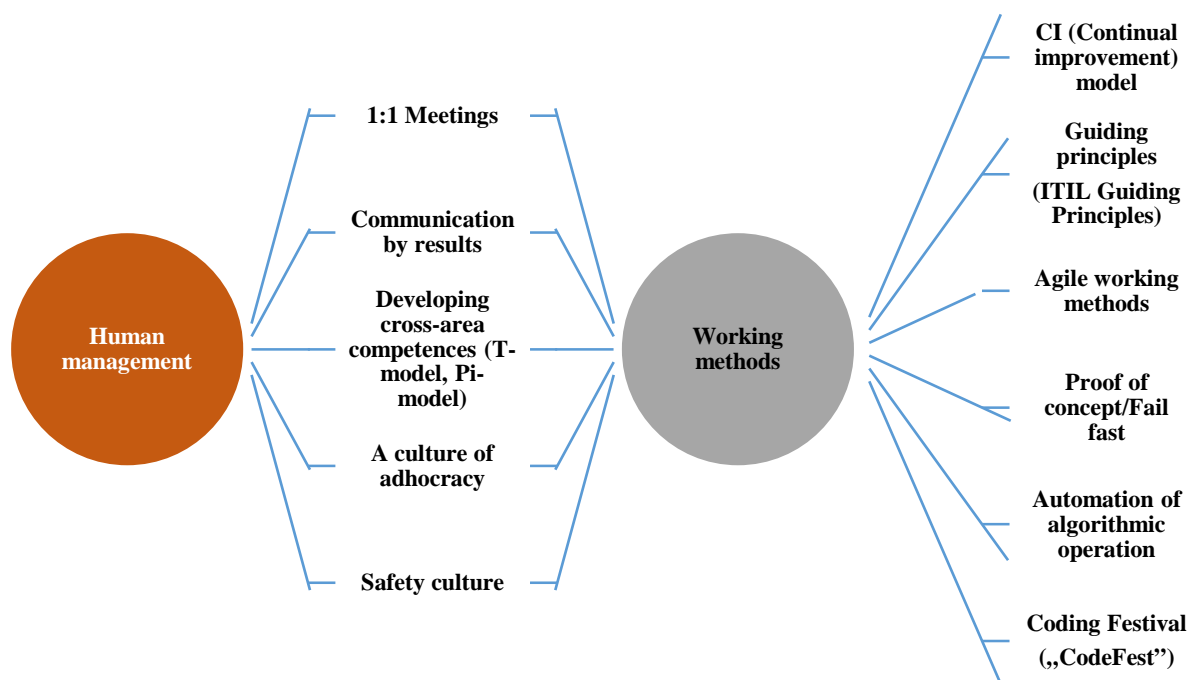 Human
management
1:1 Meetings
Communication
by results
Developing
cross-area
competences (T-
model, Pi-
model)
A culture of
adhocracy
Safety culture
Working
methods
CI (Continual
improvement)
model
Guiding
principles
(ITIL Guiding
Principles)
Agile working
methods
Proof of
concept/Fail
fast
Automation of
algorithmic
operation
Coding Festival
(„CodeFest”)